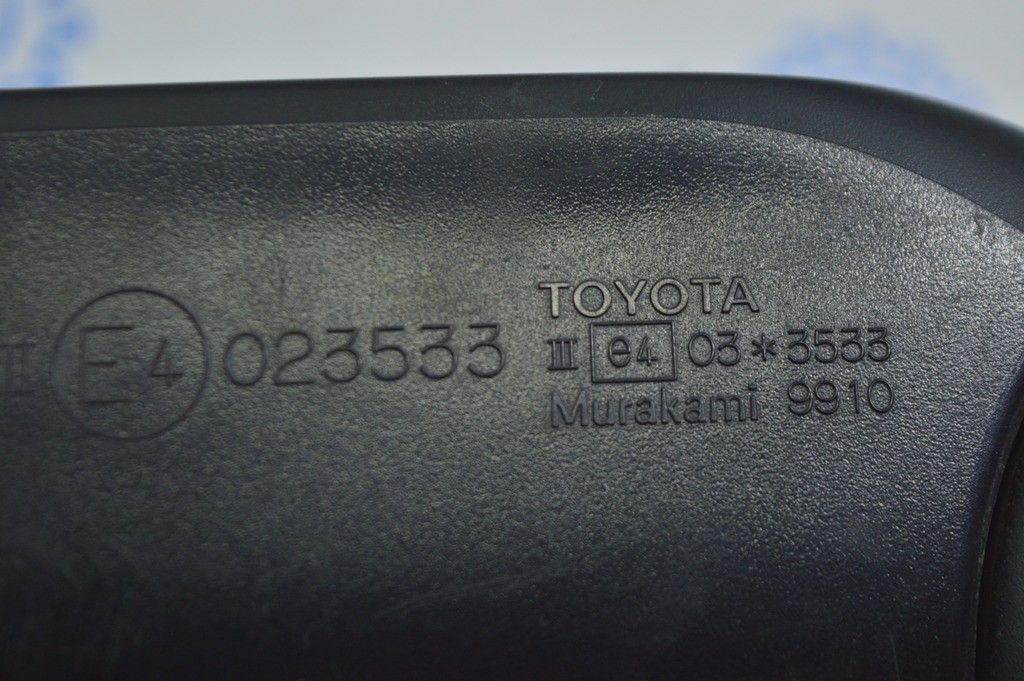 III E4 023533
TOYOTA
III e4 03*3533
Murakami 9910